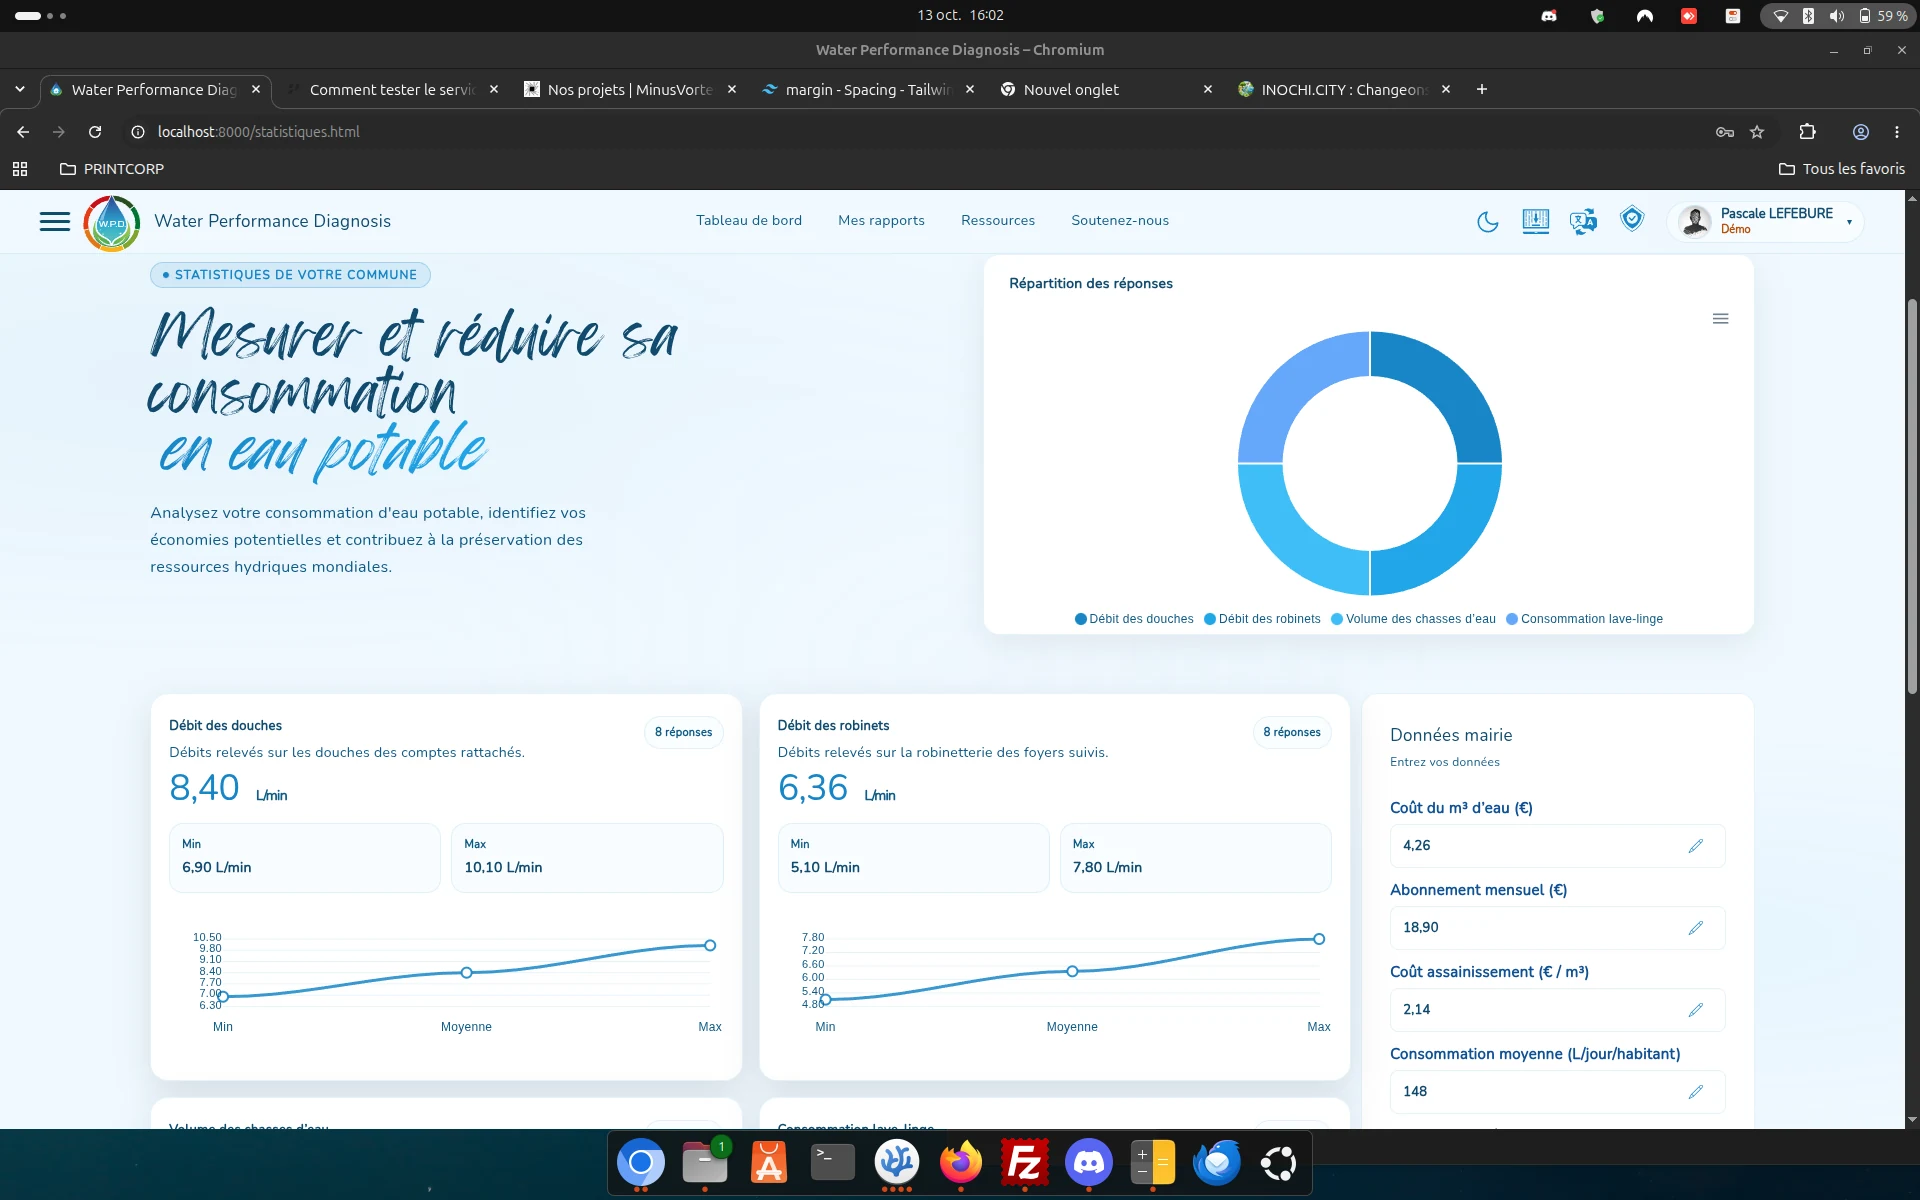 13 oct. 16:02
59 %
Water Performance Diagnosis – Chromium
Water Performance Diag
Comment tester le servic
Nos projets | MinusVorte
margin - Spacing - Tailwin
Nouvel onglet
INOCHI.CITY : Changeons
localhost:8000/statistiques.html
PRINTCORP
Tous les favoris
W.P.D
Water Performance Diagnosis
Tableau de bord
Mes rapports
Ressources
Soutenez-nous
Pascale LEFEBURE
Démo
STATISTIQUES DE VOTRE COMMUNE
Mesurer et réduire sa
consommation
en eau potable
Analysez votre consommation d'eau potable, identifiez vos
économies potentielles et contribuez à la préservation des
ressources hydriques mondiales.
Répartition des réponses
Débit des douches
Débit des robinets
Volume des chasses d’eau
Consommation lave-linge
Débit des douches
8 réponses
Débits relevés sur les douches des comptes rattachés.
8,40 L/min
Min
6,90 L/min
Max
10,10 L/min
10.50
9.80
9.10
8.40
7.70
7.00
6.30
Min
Moyenne
Max
Débit des robinets
8 réponses
Débits relevés sur la robinetterie des foyers suivis.
6,36 L/min
Min
5,10 L/min
Max
7,80 L/min
7.80
7.20
6.60
6.00
5.40
4.80
Min
Moyenne
Max
Données mairie
Entrez vos données
Coût du m³ d’eau (€)
4,26
Abonnement mensuel (€)
18,90
Coût assainissement (€ / m³)
2,14
Consommation moyenne (L/jour/habitant)
148
Volume des chasses d’eau
Consommation lave-linge
1